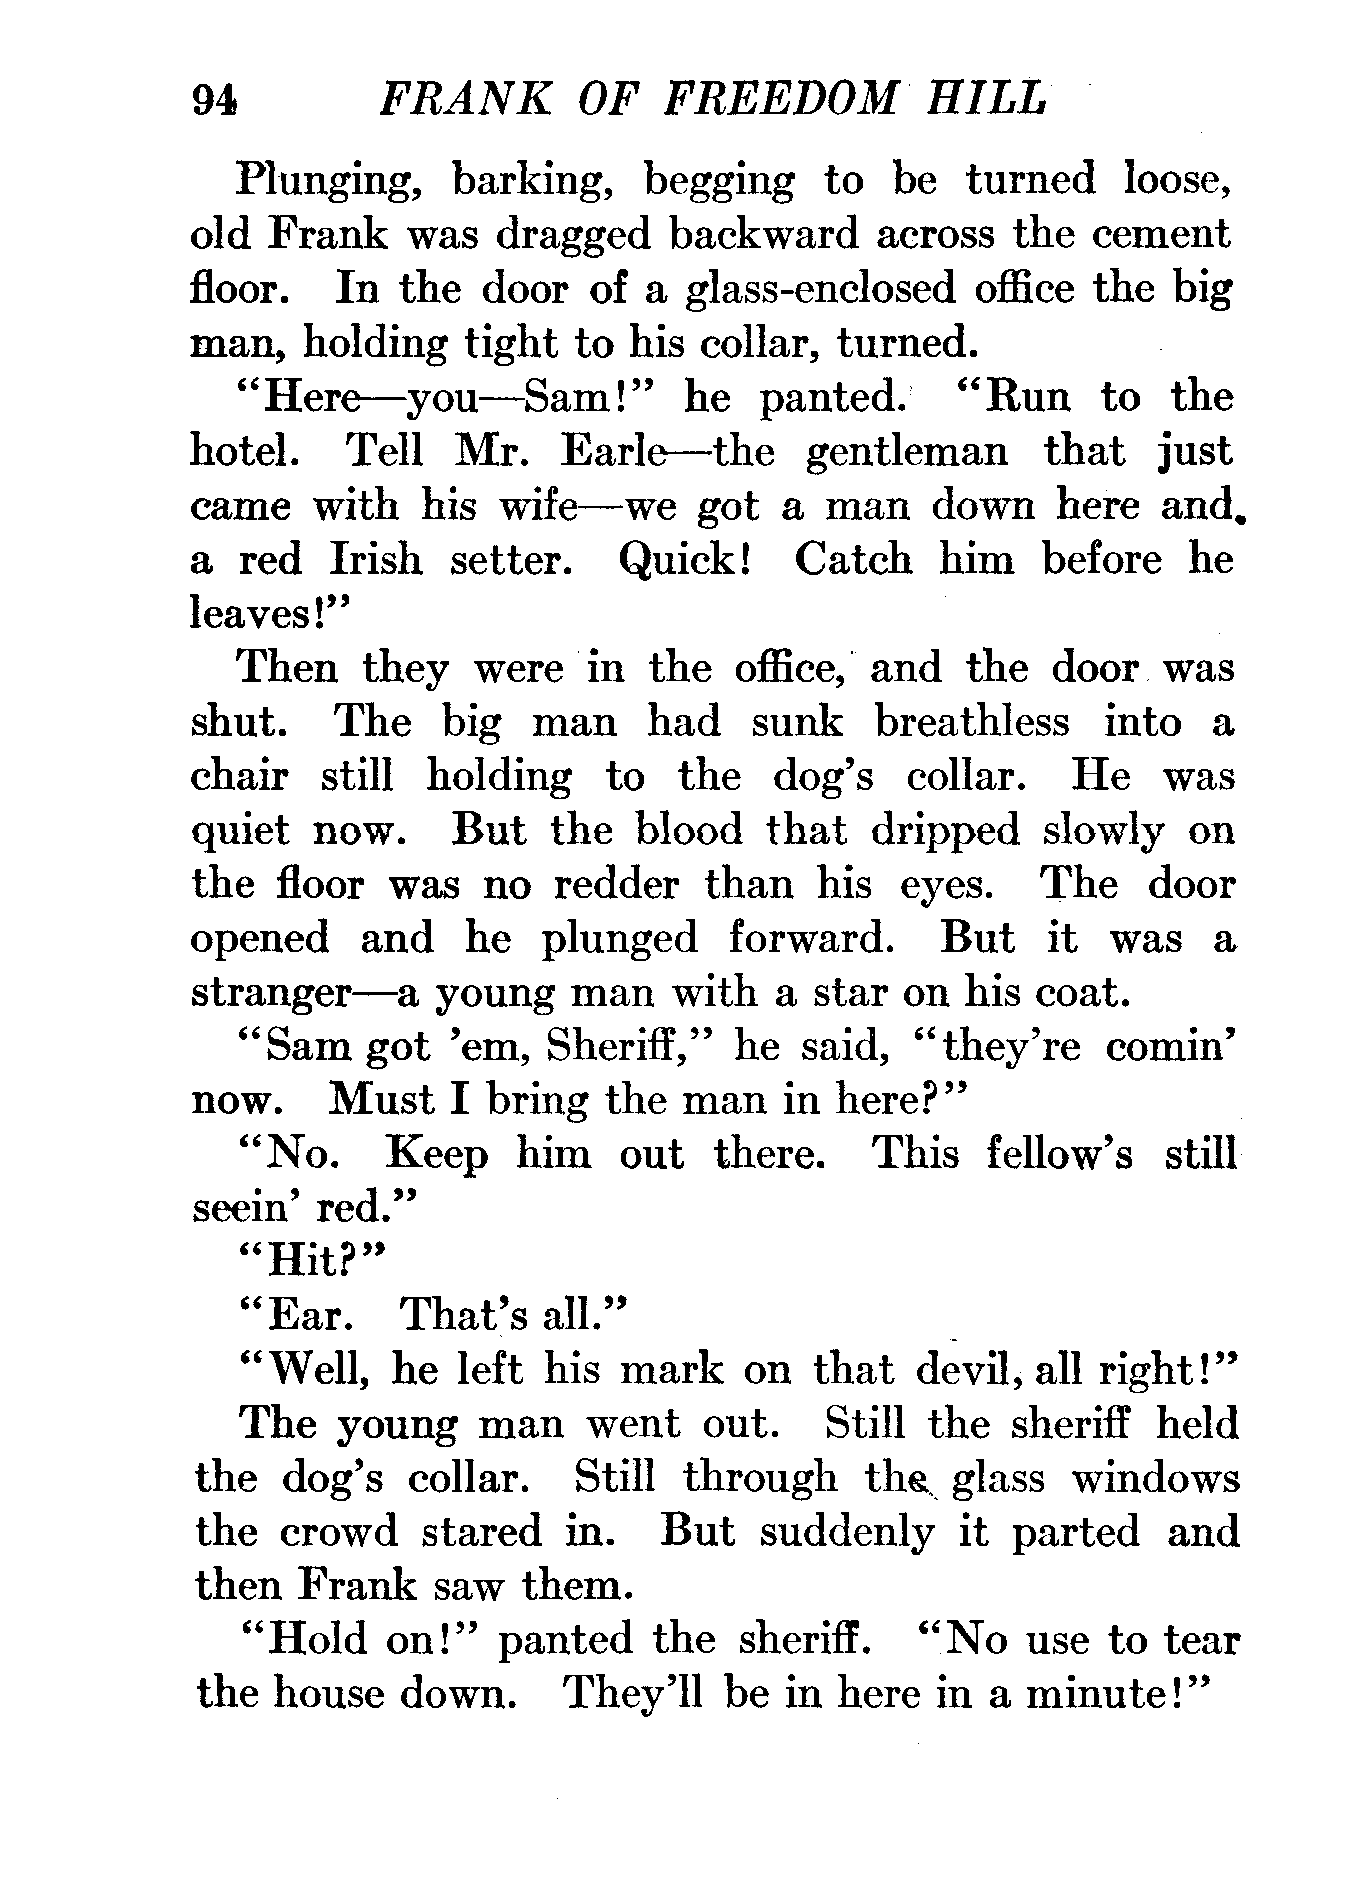 94 FRANK OF FREEDOM HILL
Plunging, barking, begging to be turned loose,
old Frank was dragged backward across the cement
floor. In the door of a glass-enclosed office the big
man, holding tight to his collar, turned.
“Here—you—Sam!” he panted. “Run to the
hotel. Tell Mr. Earle—the gentleman that just
came with his wife—we got a man down here and.
a red Irish setter. Quick! Catch him before he
leaves!”
Then they were in the office, and the door was
shut. The big man had sunk breathless into a
chair still holding to the dog’s collar. He was
quiet now. But the blood that dripped slowly on
the floor was no redder than his eyes. The door
opened and he plunged forward. But it was a
stranger—a young man with a star on his coat.
“Sam got ’em, Sheriff,” he said, “they’re comin’
now. Must I bring the man in here?”
“No. Keep him out there. This fellow’s still
seein’ red.”
“Hit?”
“Ear. That’s all.”
“Well, he left his mark on that devil, all right!”
The young man went out. Still the sheriff held
the dog’s collar. Still through the glass windows
the crowd stared in. But suddenly it parted and
then Frank saw them.
“Hold on!” panted the sheriff. “No use to tear
the house down. They’ll be in here in a minute!”